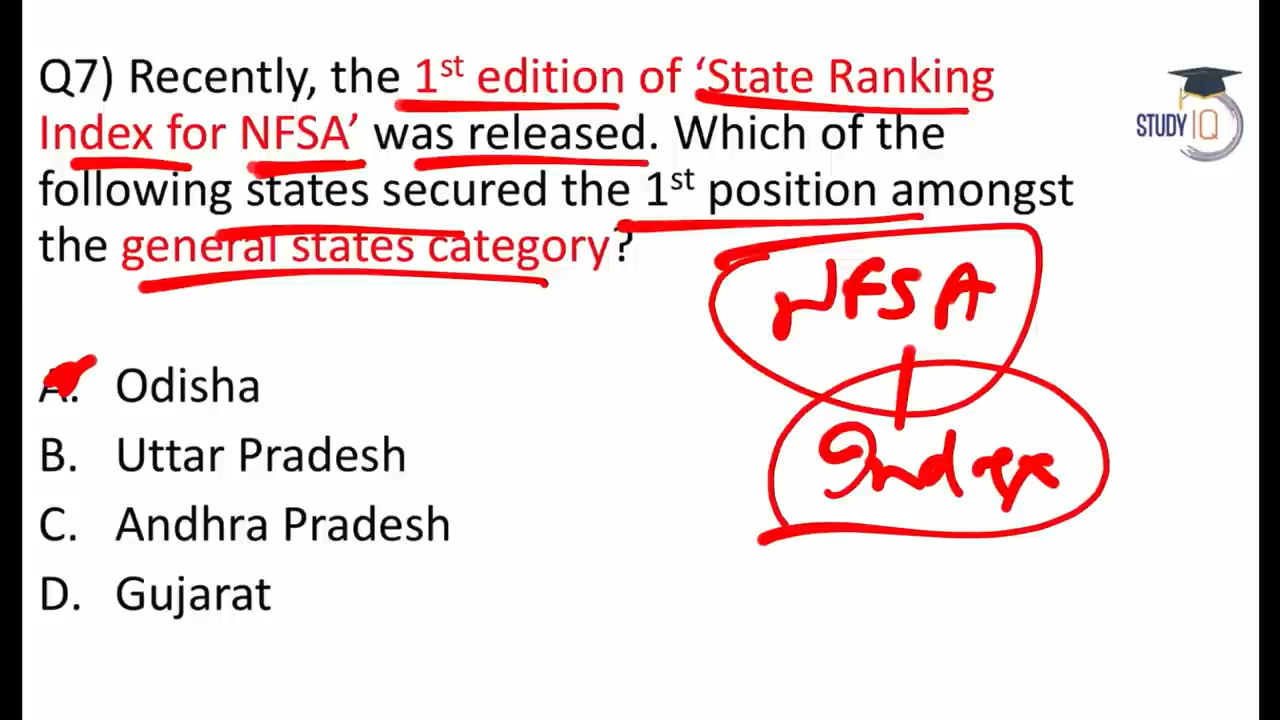 Q7) Recently, the 1st edition of ‘State Ranking
Index for NFSA’ was released. Which of the
following states secured the 1st position amongst
the general states category?
NFSA
Index
A. Odisha
B. Uttar Pradesh
C. Andhra Pradesh
D. Gujarat
STUDY IQ